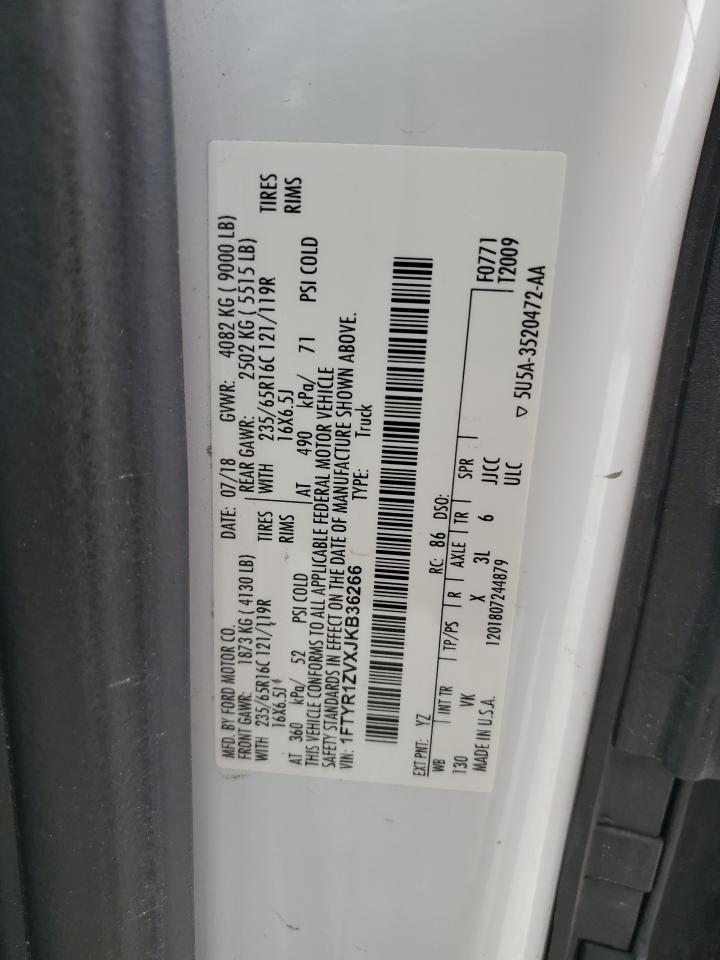 MFD. BY FORD MOTOR CO. DATE: 07/18 GVWR: 4082 KG ( 9000 LB)
FRONT GAWR: 1873 KG ( 4130 LB) REAR GAWR: 2502 KG ( 5515 LB)
WITH 235/65R16C 121/119R TIRES WITH 235/65R16C 121/119R TIRES
16X6.5J RIMS 16X6.5J RIMS
AT 360 kPa/ 52 PSI COLD AT 490 kPa/ 71 PSI COLD
THIS VEHICLE CONFORMS TO ALL APPLICABLE FEDERAL MOTOR VEHICLE
SAFETY STANDARDS IN EFFECT ON THE DATE OF MANUFACTURE SHOWN ABOVE.
VIN: 1FTYR1ZVXJKB36266 TYPE: Truck
EXT PNT: YZ RC: 86 DSO: F0771
WB INT TR TP/PS R AXLE TR SPR T2009
130 VK X 3L 6 JJCC
MADE IN U.S.A. 1201807244879 ULC 5U5A-3520472-AA